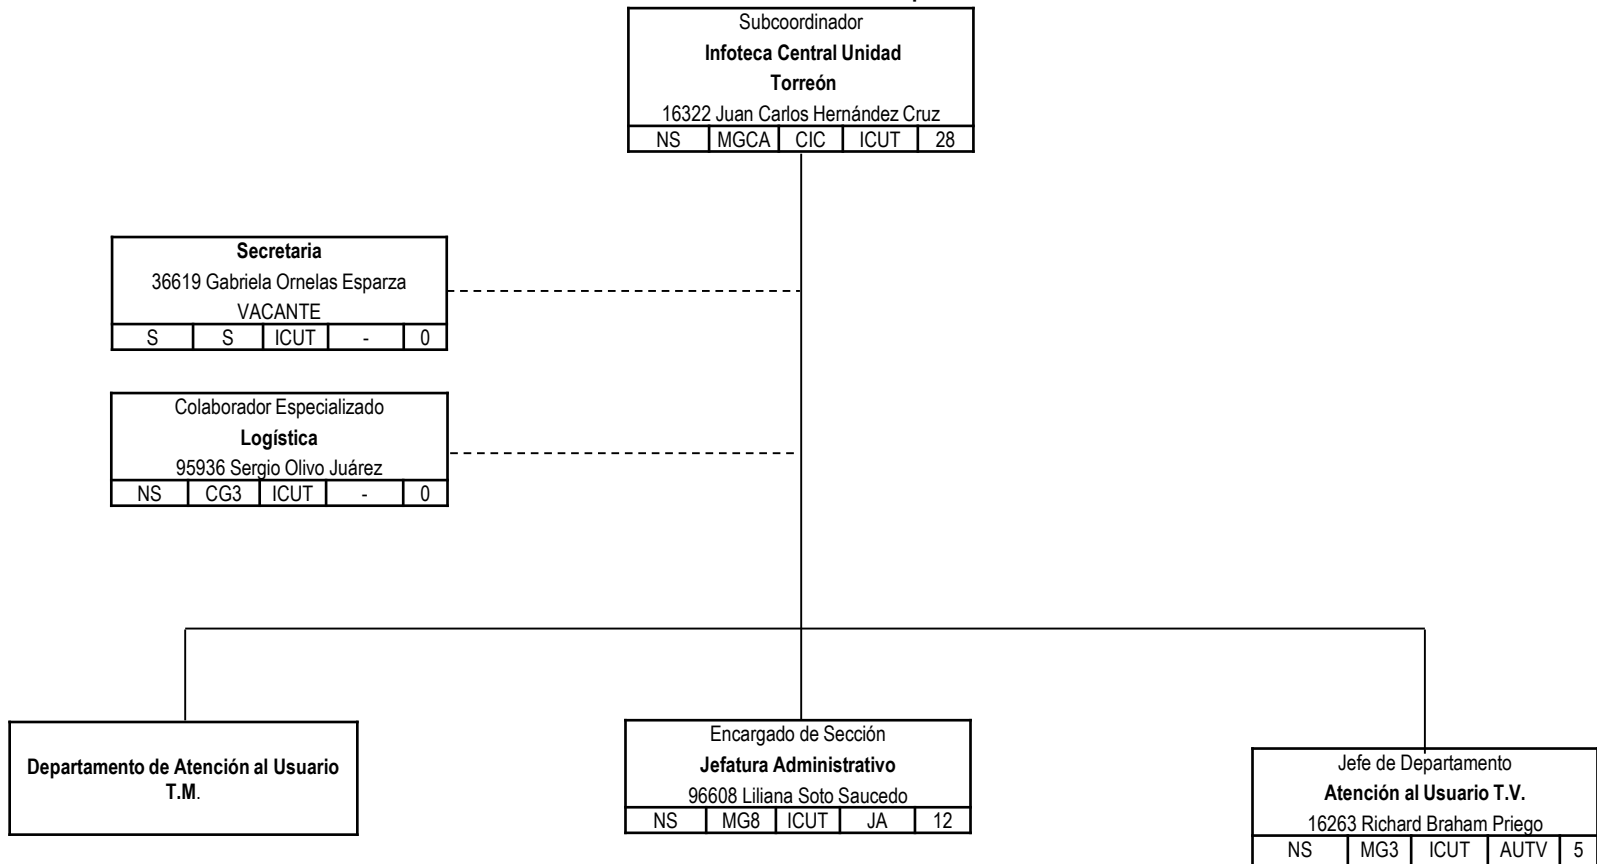 Subcoordinador
Infoteca Central Unidad
Torreón
16322 Juan Carlos Hernández Cruz
NS MGCA CIC ICUT 28
Secretaria
36619 Gabriela Ornelas Esparza
VACANTE
S S ICUT - 0
Colaborador Especializado
Logística
95936 Sergio Olivo Juárez
NS CG3 ICUT - 0
Departamento de Atención al Usuario
T.M.
Encargado de Sección
Jefatura Administrativo
96608 Liliana Soto Saucedo
NS MG8 ICUT JA 12
Jefe de Departamento
Atención al Usuario T.V.
16263 Richard Braham Priego
NS MG3 ICUT AUTV 5